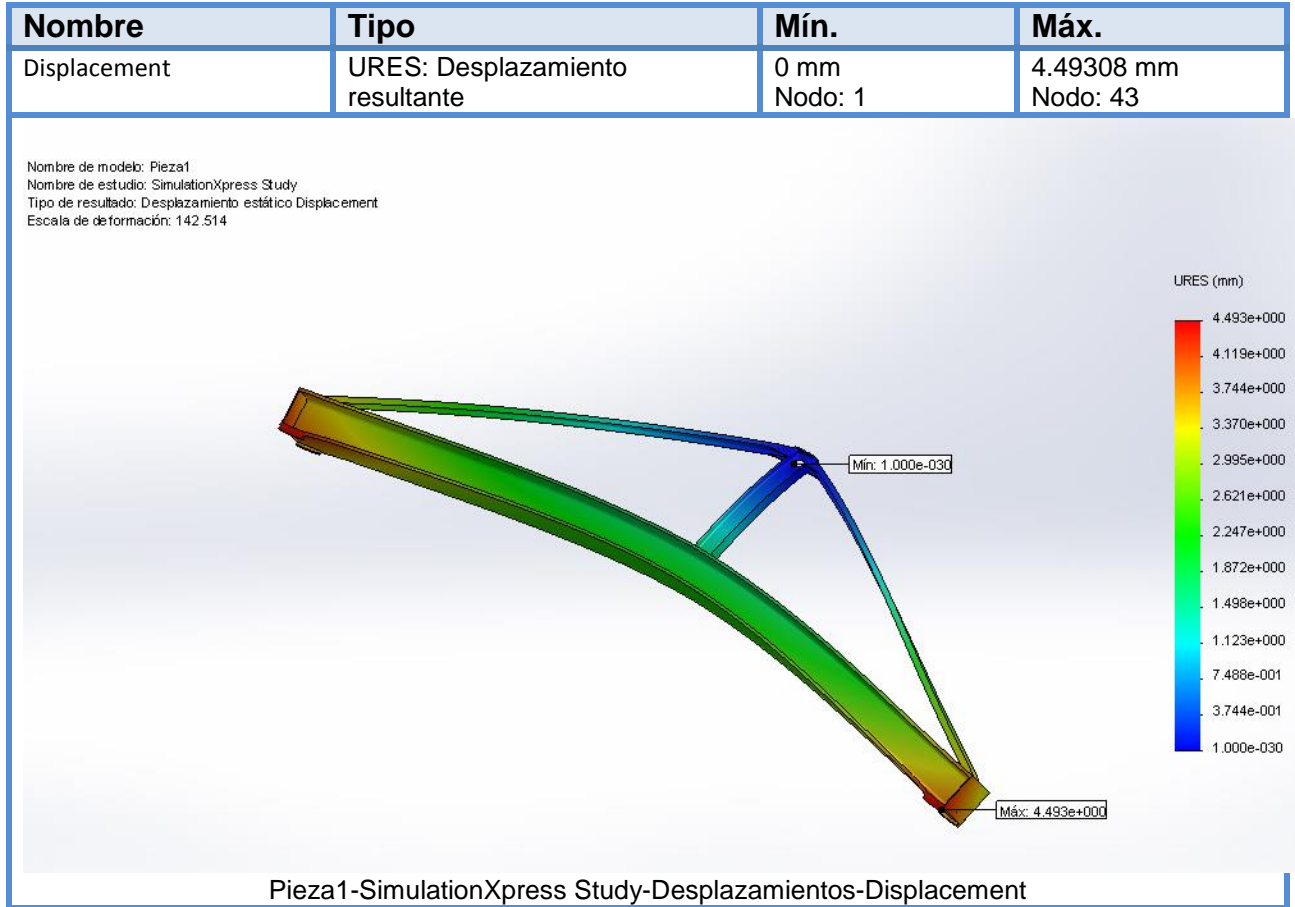 Nombre Tipo Mín. Máx.
Displacement URES: Desplazamiento resultante 0 mm Nodo: 1 4.49308 mm Nodo: 43
Nombre de modelo: Pieza1
Nombre de estudio: SimulationXpress Study
Tipo de resultado: Desplazamiento estático Displacement
Escala de deformación: 142.514
URES (mm)
4.493e+000
4.119e+000
3.744e+000
3.370e+000
2.995e+000
2.621e+000
2.247e+000
1.872e+000
1.498e+000
1.123e+000
7.488e-001
3.744e-001
1.000e-030
Mín: 1.000e-030
Máx: 4.493e+000
Pieza1-SimulationXpress Study-Desplazamientos-Displacement